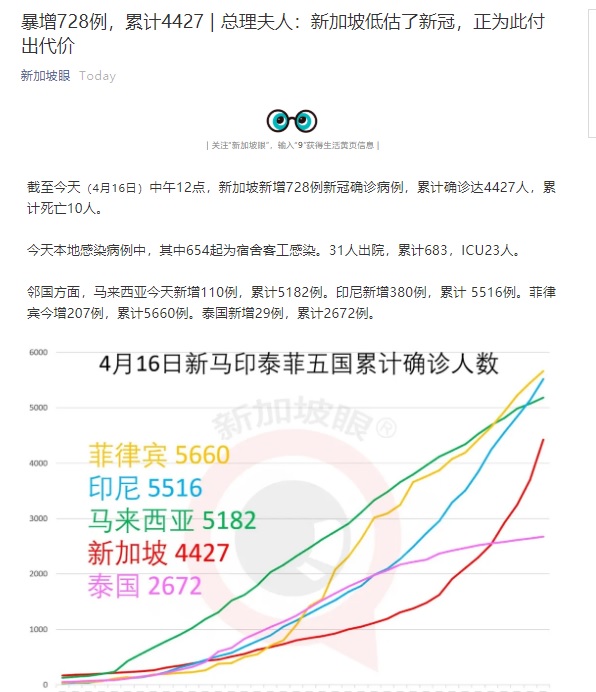 暴增728例，累计4427 | 总理夫人：新加坡低估了新冠，正为此付
出代价
新加坡眼 Today
| 关注"新加坡眼"，输入"9"获得生活黄页信息 |
截至今天（4月16日）中午12点，新加坡新增728例新冠确诊病例，累计确诊达4427人，累
计死亡10人。
今天本地感染病例中，其中654起为宿舍客工感染。31人出院，累计683，ICU23人。
邻国方面，马来西亚今天新增110例，累计5182例。印尼新增380例，累计 5516例。菲律
宾今增207例，累计5660例。泰国新增29例，累计2672例。
4月16日新马印泰菲五国累计确诊人数
6000
5000
4000
3000
2000
1000
0
新加坡眼®
菲律宾 5660
印尼 5516
马来西亚 5182
新加坡 4427
泰国 2672